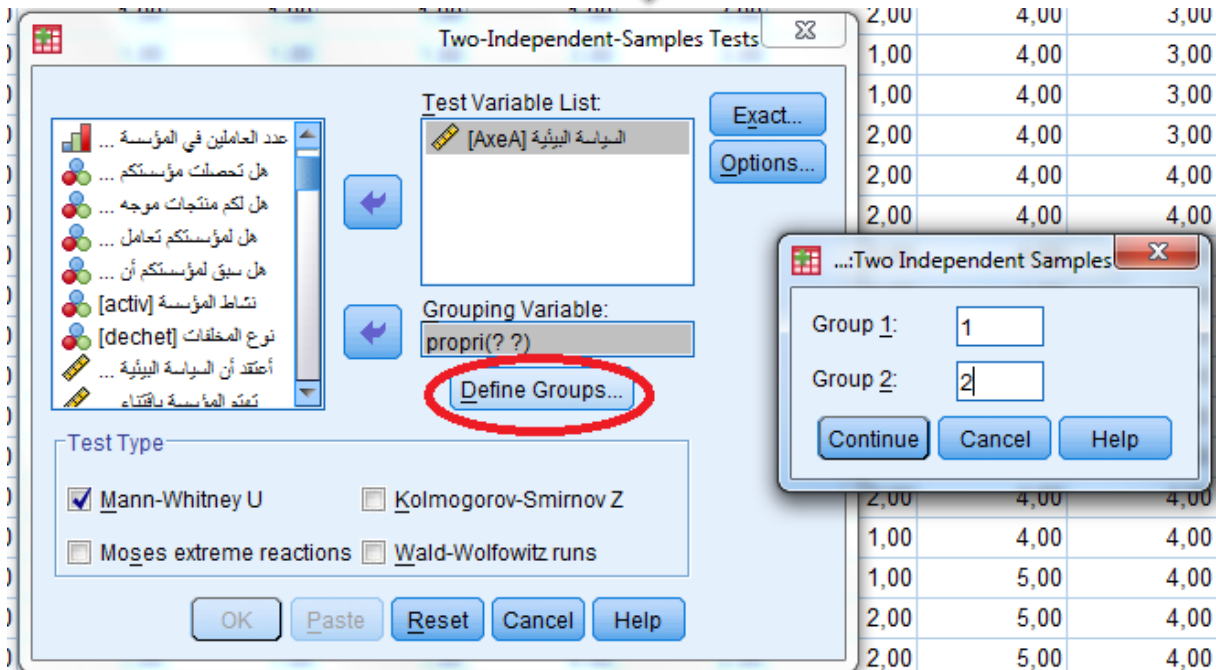 Two-Independent-Samples Tests
Test Variable List:
السياسة البيئية [AxeA]
Exact...
Options...
عدد العاملين في المؤسسة ...
هل تحصلت مؤسستكم ...
هل لكم منتجات موجه ...
هل لمؤسستكم تعامل ...
هل سبق لمؤسستكم أن ...
نشاط المؤسسة [activ]
نوع المخلفات [dechet]
أعتقد أن السياسة البيئية ...
تهتم المؤسسة باقتناء
Grouping Variable:
propri(? ?)
Define Groups...
Test Type
Mann-Whitney U
Kolmogorov-Smirnov Z
Moses extreme reactions
Wald-Wolfowitz runs
OK
Paste
Reset
Cancel
Help
...:Two Independent Samples
Group 1:
1
Group 2:
2
Continue
Cancel
Help
2,00 4,00 3,00
1,00 4,00 3,00
1,00 4,00 3,00
2,00 4,00 3,00
2,00 4,00 4,00
2,00 4,00 4,00
2,00 4,00 4,00
1,00 4,00 4,00
1,00 5,00 4,00
2,00 5,00 4,00
2,00 5,00 4,00